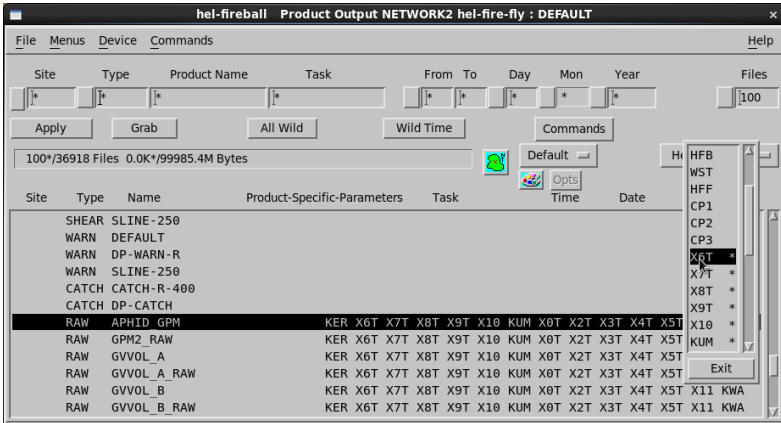 hel-fireball Product Output NETWORK2 hel-fire-fly : DEFAULT
File Menus Device Commands Help
Site Type Product Name Task From To Day Mon Year Files
* * * * * * * * * 100
Apply Grab All Wild Wild Time Commands
100*/36918 Files 0.0K*/99985.4M Bytes
Default
Opts
Site Type Name Product-Specific-Parameters Task Time Date
SHEAR SLINE-250
WARN DEFAULT
WARN DP-WARN-R
WARN SLINE-250
CATCH CATCH-R-400
CATCH DP-CATCH
RAW APHID_GPM KER X6T X7T X8T X9T X10 KUM X0T X2T X3T X4T X5T
RAW GPM2_RAW KER X6T X7T X8T X9T X10 KUM X0T X2T X3T X4T X5T
RAW GVVOL_A KER X6T X7T X8T X9T X10 KUM X0T X2T X3T X4T X5T
RAW GVVOL_A_RAW KER X6T X7T X8T X9T X10 KUM X0T X2T X3T X4T X5T
RAW GVVOL_B KER X6T X7T X8T X9T X10 KUM X0T X2T X3T X4T X5T X11 KWA
RAW GVVOL_B_RAW KER X6T X7T X8T X9T X10 KUM X0T X2T X3T X4T X5T X11 KWA
HFB
WST
HFF
CP1
CP2
CP3
X6T *
X7T *
X8T *
X9T *
X10 *
KUM *
Exit